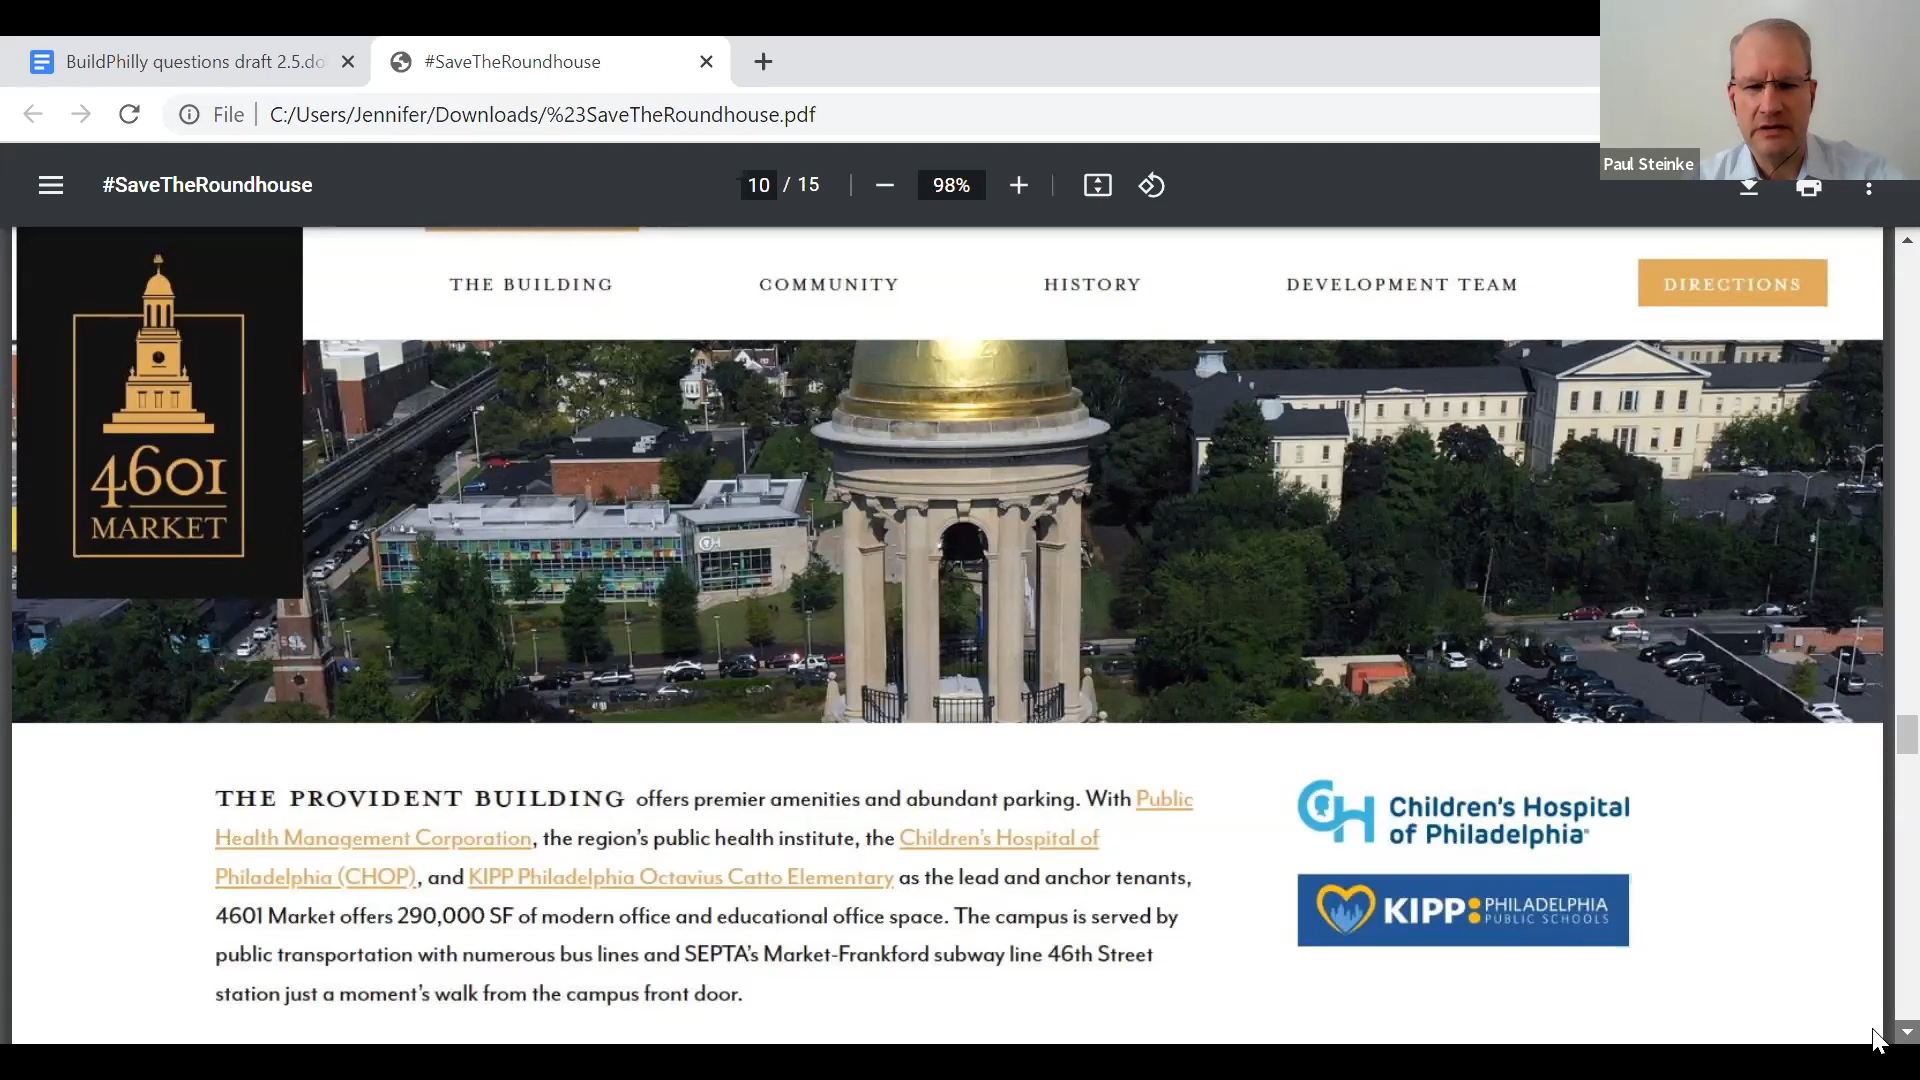 BuildPhilly questions draft 2.5.do
#SaveTheRoundhouse
File
C:/Users/Jennifer/Downloads/%23SaveTheRoundhouse.pdf
Paul Steinke
#SaveTheRoundhouse
10 / 15
98%
THE BUILDING
COMMUNITY
HISTORY
DEVELOPMENT TEAM
DIRECTIONS
4601
MARKET
CH
THE PROVIDENT BUILDING offers premier amenities and abundant parking. With Public
Health Management Corporation, the region's public health institute, the Children's Hospital of
Philadelphia (CHOP), and KIPP Philadelphia Octavius Catto Elementary as the lead and anchor tenants,
4601 Market offers 290,000 SF of modern office and educational office space. The campus is served by
public transportation with numerous bus lines and SEPTA's Market-Frankford subway line 46th Street
station just a moment's walk from the campus front door.
CH Children's Hospital
of Philadelphia
KIPP: PHILADELPHIA
PUBLIC SCHOOLS